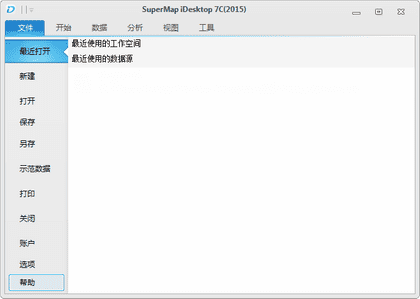 SuperMap iDesktop 7C(2015)
文件 开始 数据 分析 视图 工具
最近打开
最近使用的工作空间
最近使用的数据源
新建
打开
保存
另存
示范数据
打印
关闭
账户
选项
帮助